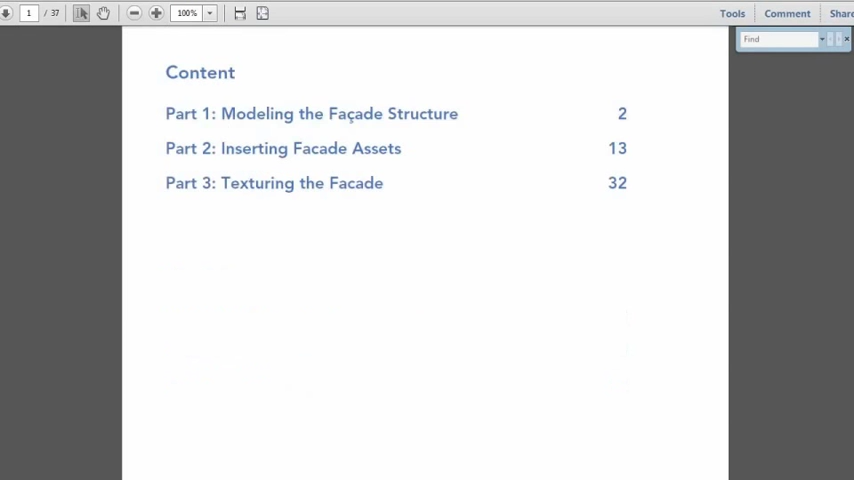 1 / 37 100% Tools Comment Share
Find
Content
Part 1: Modeling the Façade Structure 2
Part 2: Inserting Facade Assets 13
Part 3: Texturing the Facade 32